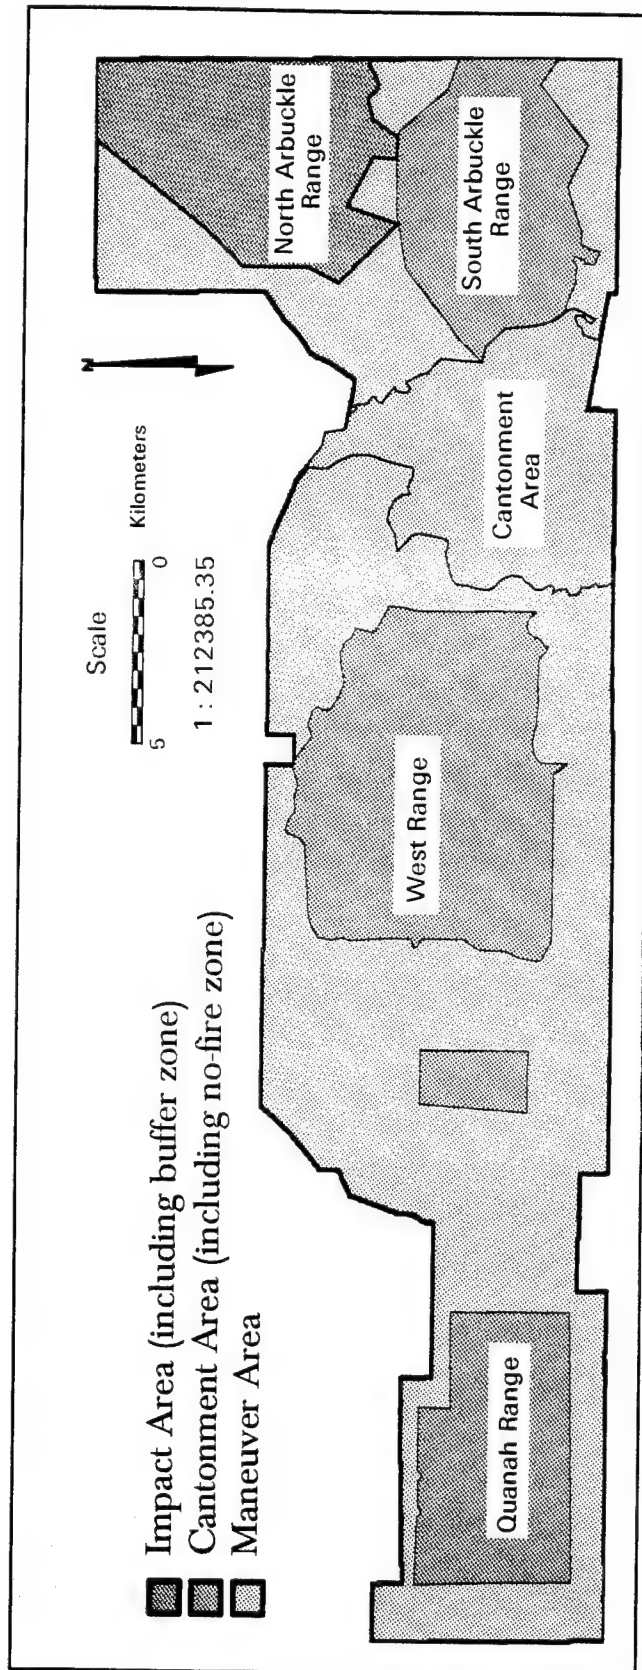 Impact Area (including buffer zone)
Cantonment Area (including no-fire zone)
Maneuver Area
Scale
5
0
Kilometers
1 : 212385.35
N
North Arbuckle
Range
South Arbuckle
Range
Cantonment
Area
West Range
Quanah Range